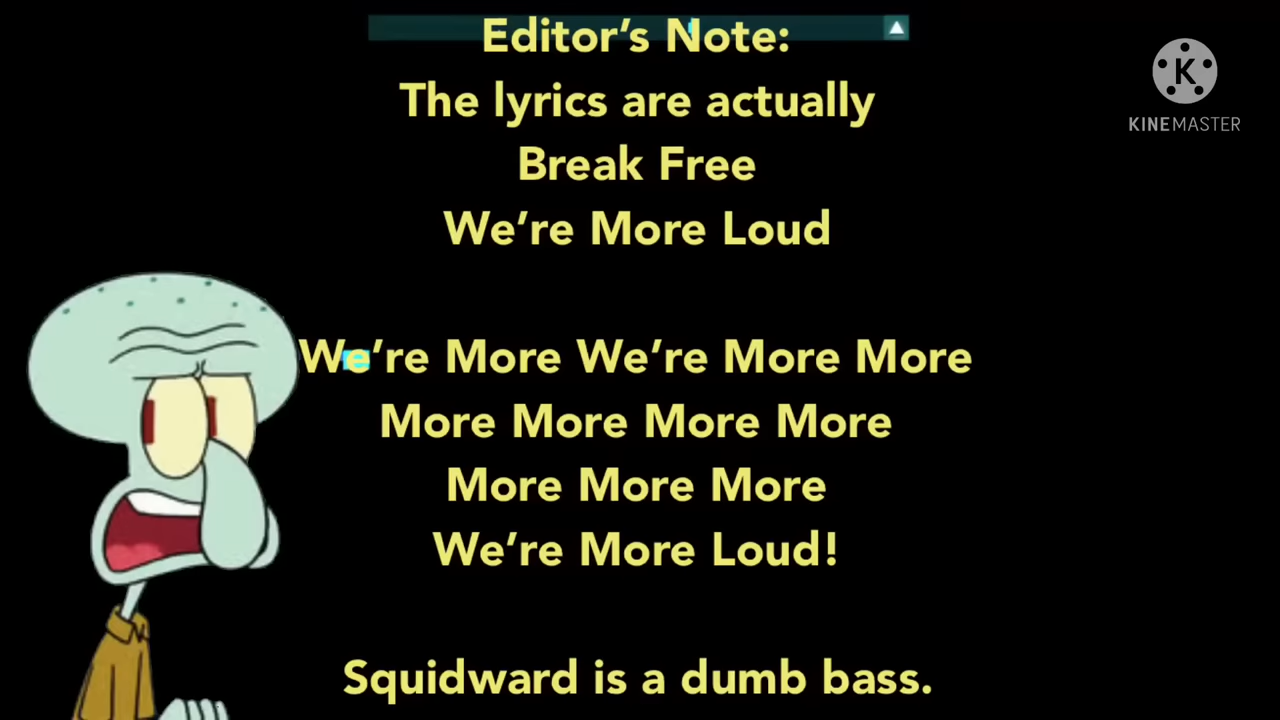 Editor's Note:
The lyrics are actually
Break Free
We're More Loud
We're More We're More More
More More More More
More More More
We're More Loud!
Squidward is a dumb bass.
K
KINEMASTER